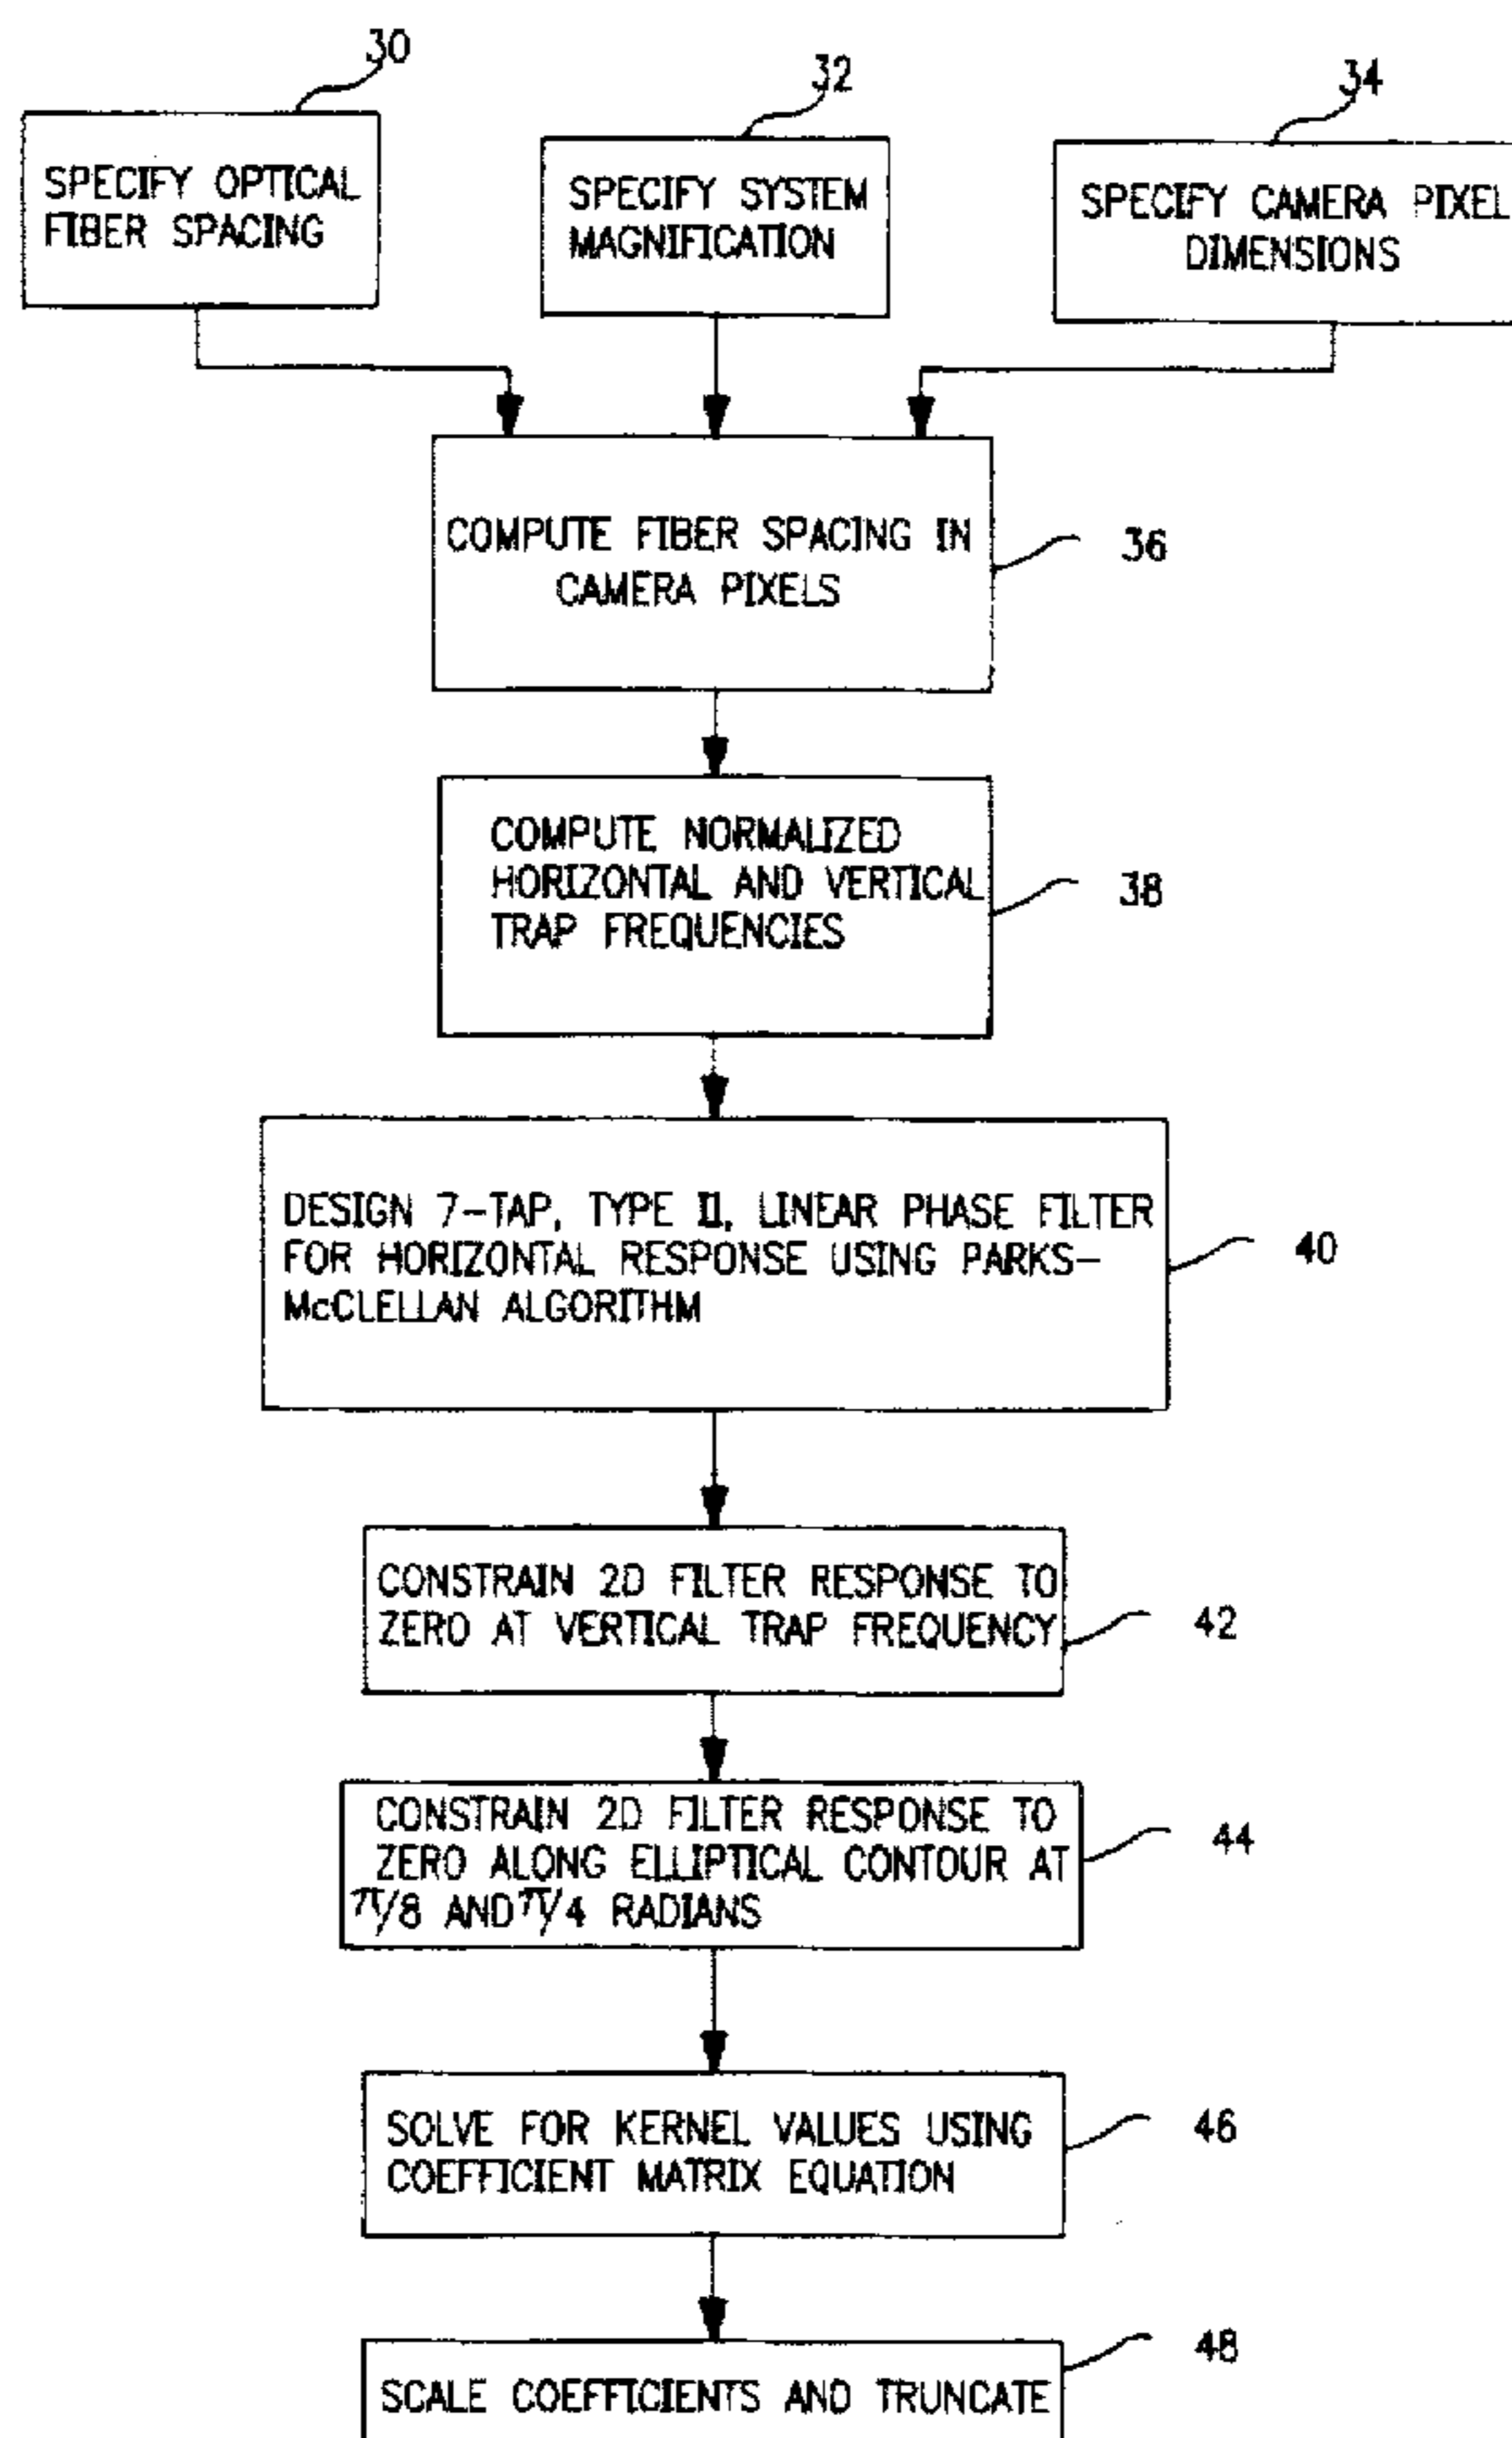 30
32
34
SPECIFY OPTICAL
FIBER SPACING
SPECIFY SYSTEM
MAGNIFICATION
SPECIFY CAMERA PIXEL
DIMENSIONS
COMPUTE FIBER SPACING IN
CAMERA PIXELS
36
COMPUTE NORMALIZED
HORIZONTAL AND VERTICAL
TRAP FREQUENCIES
38
DESIGN 7-TAP, TYPE II, LINEAR PHASE FILTER
FOR HORIZONTAL RESPONSE USING PARKS-
McCLELLAN ALGORITHM
40
CONSTRAIN 2D FILTER RESPONSE TO
ZERO AT VERTICAL TRAP FREQUENCY
42
CONSTRAIN 2D FILTER RESPONSE TO
ZERO ALONG ELLIPTICAL CONTOUR AT
π/8 AND π/4 RADIANS
44
SOLVE FOR KERNEL VALUES USING
COEFFICIENT MATRIX EQUATION
46
SCALE COEFFICIENTS AND TRUNCATE
48